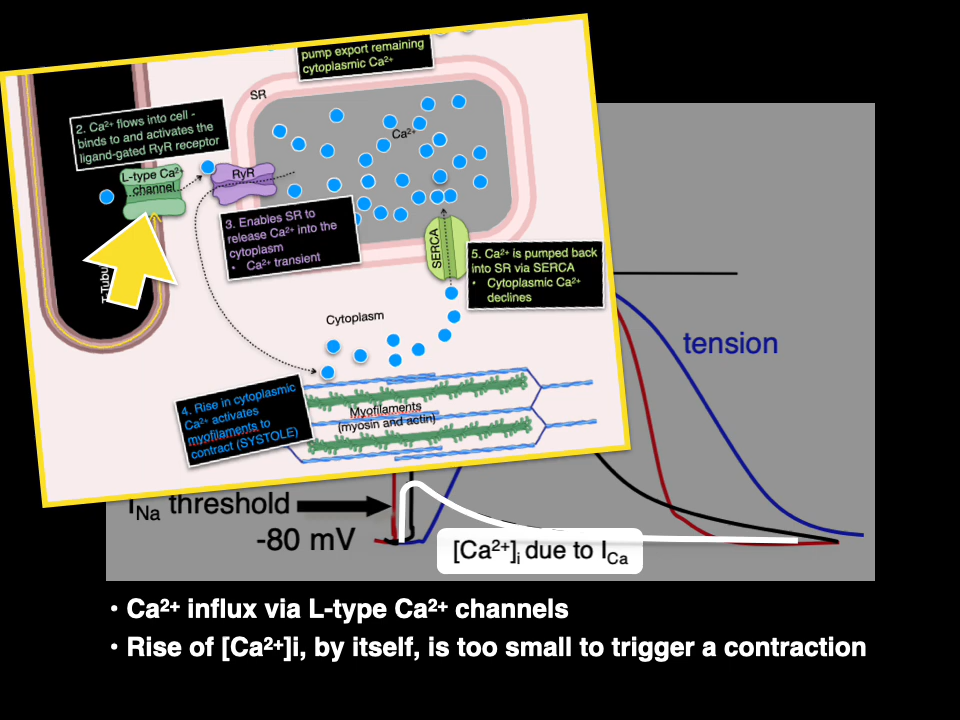 pump export remaining
cytoplasmic Ca²⁺
SR
2. Ca²⁺ flows into cell -
binds to and activates the
ligand-gated RyR receptor
Ca²⁺
L-type Ca²⁺
channel
RyR
3. Enables SR to
release Ca²⁺ into the
cytoplasm
• Ca²⁺ transient
SERCA
5. Ca²⁺ is pumped back
into SR via SERCA
• Cytoplasmic Ca²⁺
declines
Cytoplasm
tension
4. Rise in cytoplasmic
Ca²⁺ activates
myofilaments to
contract (SYSTOLE)
Myofilaments
(myosin and actin)
I_Na threshold
-80 mV
[Ca²⁺]ᵢ due to I_Ca
• Ca²⁺ influx via L-type Ca²⁺ channels
• Rise of [Ca²⁺]i, by itself, is too small to trigger a contraction